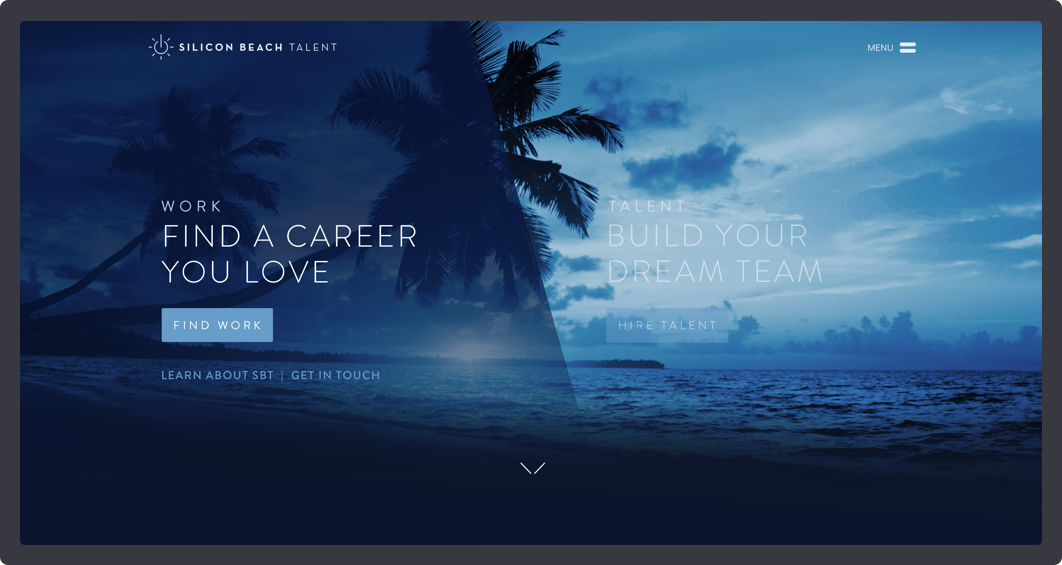 SILICON BEACH TALENT
MENU
WORK
FIND A CAREER
YOU LOVE
FIND WORK
LEARN ABOUT SBT | GET IN TOUCH
TALENT
BUILD YOUR
DREAM TEAM
HIRE TALENT